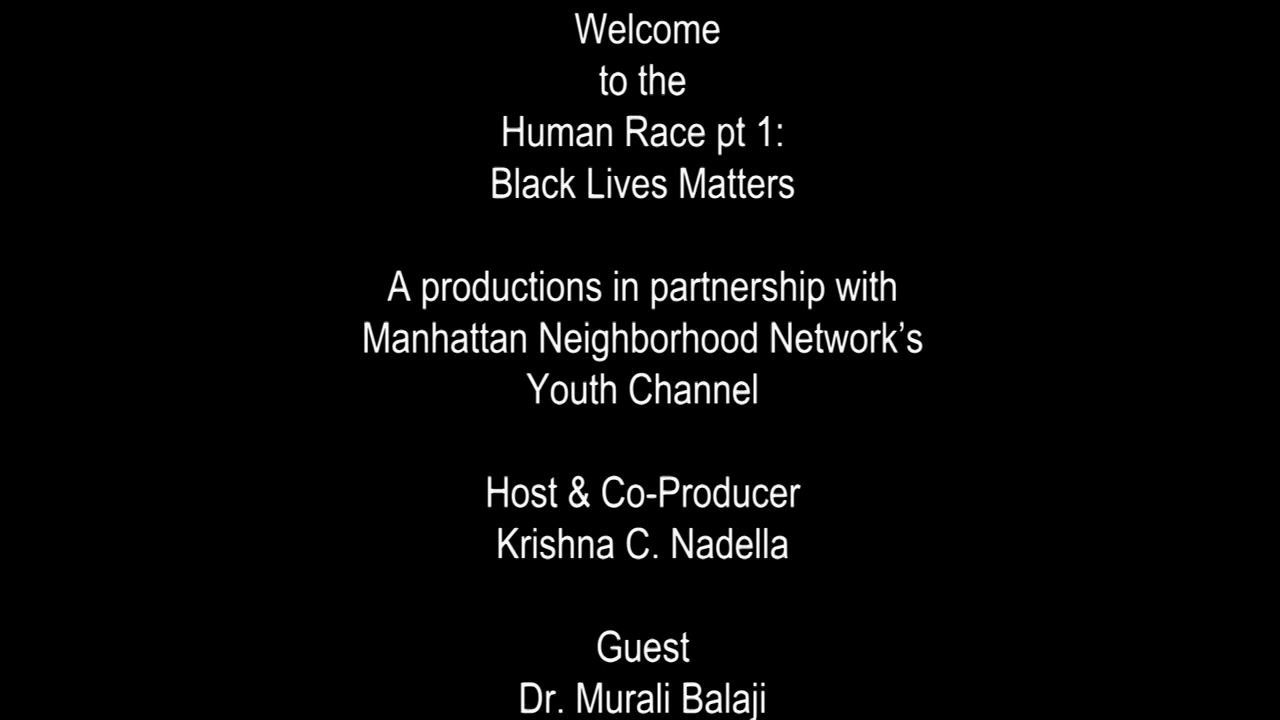 Welcome
to the
Human Race pt 1:
Black Lives Matters
A productions in partnership with
Manhattan Neighborhood Network’s
Youth Channel
Host & Co-Producer
Krishna C. Nadella
Guest
Dr. Murali Balaji